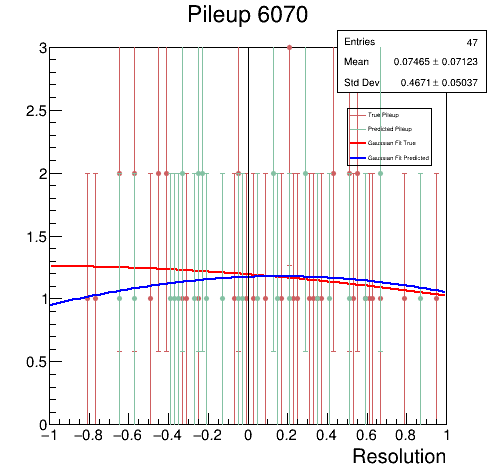 Pileup 6070
Entries 47
Mean 0.07465 ± 0.07123
Std Dev 0.4671 ± 0.05037
True Pileup
Predicted Pileup
Gaussian Fit True
Gaussian Fit Predicted
3
2.5
2
1.5
1
0.5
0
−1 −0.8 −0.6 −0.4 −0.2 0 0.2 0.4 0.6 0.8 1
Resolution